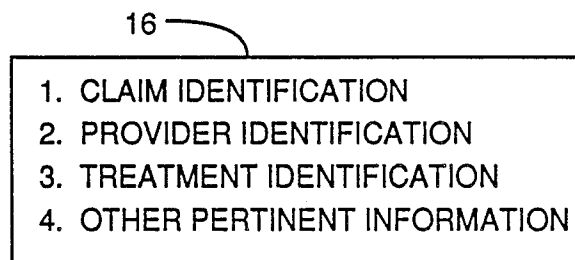 16
1. CLAIM IDENTIFICATION
2. PROVIDER IDENTIFICATION
3. TREATMENT IDENTIFICATION
4. OTHER PERTINENT INFORMATION